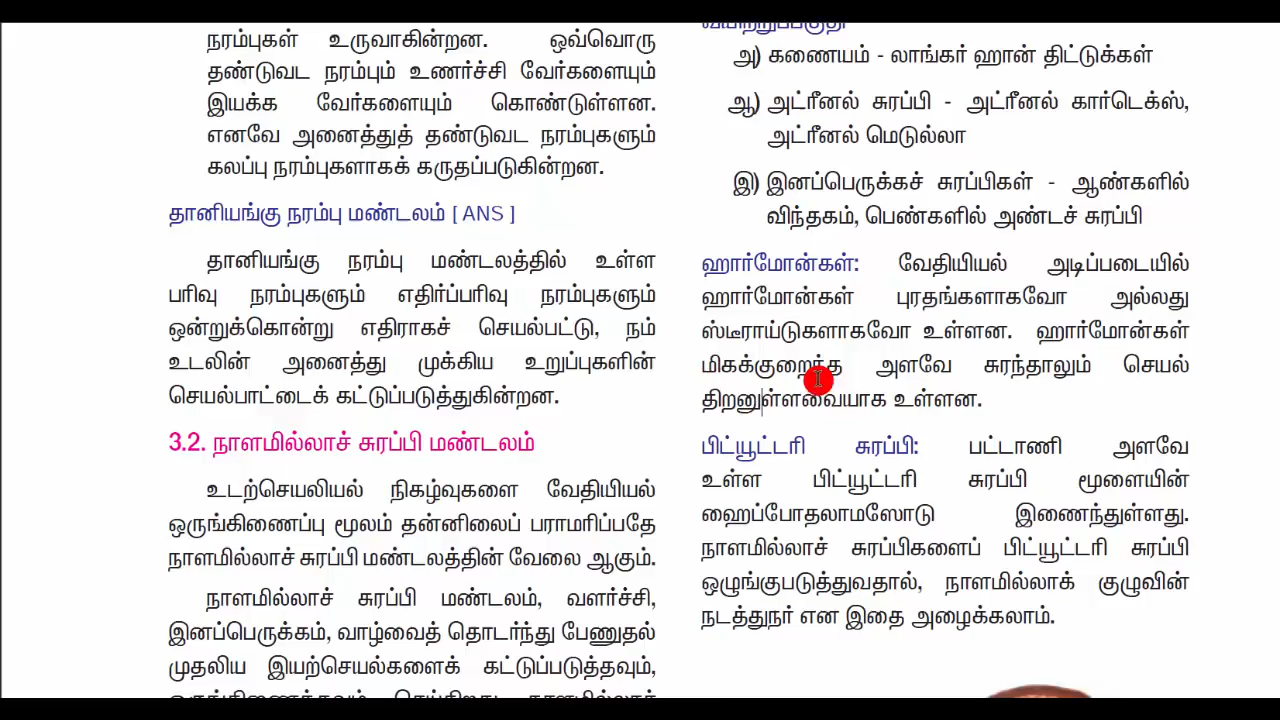 நரம்புகள் உருவாகின்றன. ஒவ்வொரு
தண்டுவட நரம்பும் உணர்ச்சி வேர்களையும்
இயக்க வேர்களையும் கொண்டுள்ளன.
எனவே அனைத்துத் தண்டுவட நரம்புகளும்
கலப்பு நரம்புகளாகக் கருதப்படுகின்றன.
தானியங்கு நரம்பு மண்டலம் [ ANS ]
தானியங்கு நரம்பு மண்டலத்தில் உள்ள
பரிவு நரம்புகளும் எதிர்ப்பரிவு நரம்புகளும்
ஒன்றுக்கொன்று எதிராகச் செயல்பட்டு, நம்
உடலின் அனைத்து முக்கிய உறுப்புகளின்
செயல்பாட்டைக் கட்டுப்படுத்துகின்றன.
3.2. நாளமில்லாச் சுரப்பி மண்டலம்
உடற்செயலியல் நிகழ்வுகளை வேதியியல்
ஒருங்கிணைப்பு மூலம் தன்னிலைப் பராமரிப்பதே
நாளமில்லாச் சுரப்பி மண்டலத்தின் வேலை ஆகும்.
நாளமில்லாச் சுரப்பி மண்டலம், வளர்ச்சி,
இனப்பெருக்கம், வாழ்வைத் தொடர்ந்து பேணுதல்
முதலிய இயற்செயல்களைக் கட்டுப்படுத்தவும்,
அ) கணையம் - லாங்கர் ஹான் திட்டுக்கள்
ஆ) அட்ரீனல் சுரப்பி - அட்ரீனல் கார்டெக்ஸ்,
அட்ரீனல் மெடுல்லா
இ) இனப்பெருக்கச் சுரப்பிகள் - ஆண்களில்
விந்தகம், பெண்களில் அண்டச் சுரப்பி
ஹார்மோன்கள்: வேதியியல் அடிப்படையில்
ஹார்மோன்கள் புரதங்களாகவோ அல்லது
ஸ்டீராய்டுகளாகவோ உள்ளன. ஹார்மோன்கள்
மிகக்குறைந்த அளவே சுரந்தாலும் செயல்
திறனுள்ளவையாக உள்ளன.
பிட்யூட்டரி சுரப்பி: பட்டாணி அளவே
உள்ள பிட்யூட்டரி சுரப்பி மூளையின்
ஹைப்போதலாமஸோடு இணைந்துள்ளது.
நாளமில்லாச் சுரப்பிகளைப் பிட்யூட்டரி சுரப்பி
ஒழுங்குபடுத்துவதால், நாளமில்லாக் குழுவின்
நடத்துநர் என இதை அழைக்கலாம்.